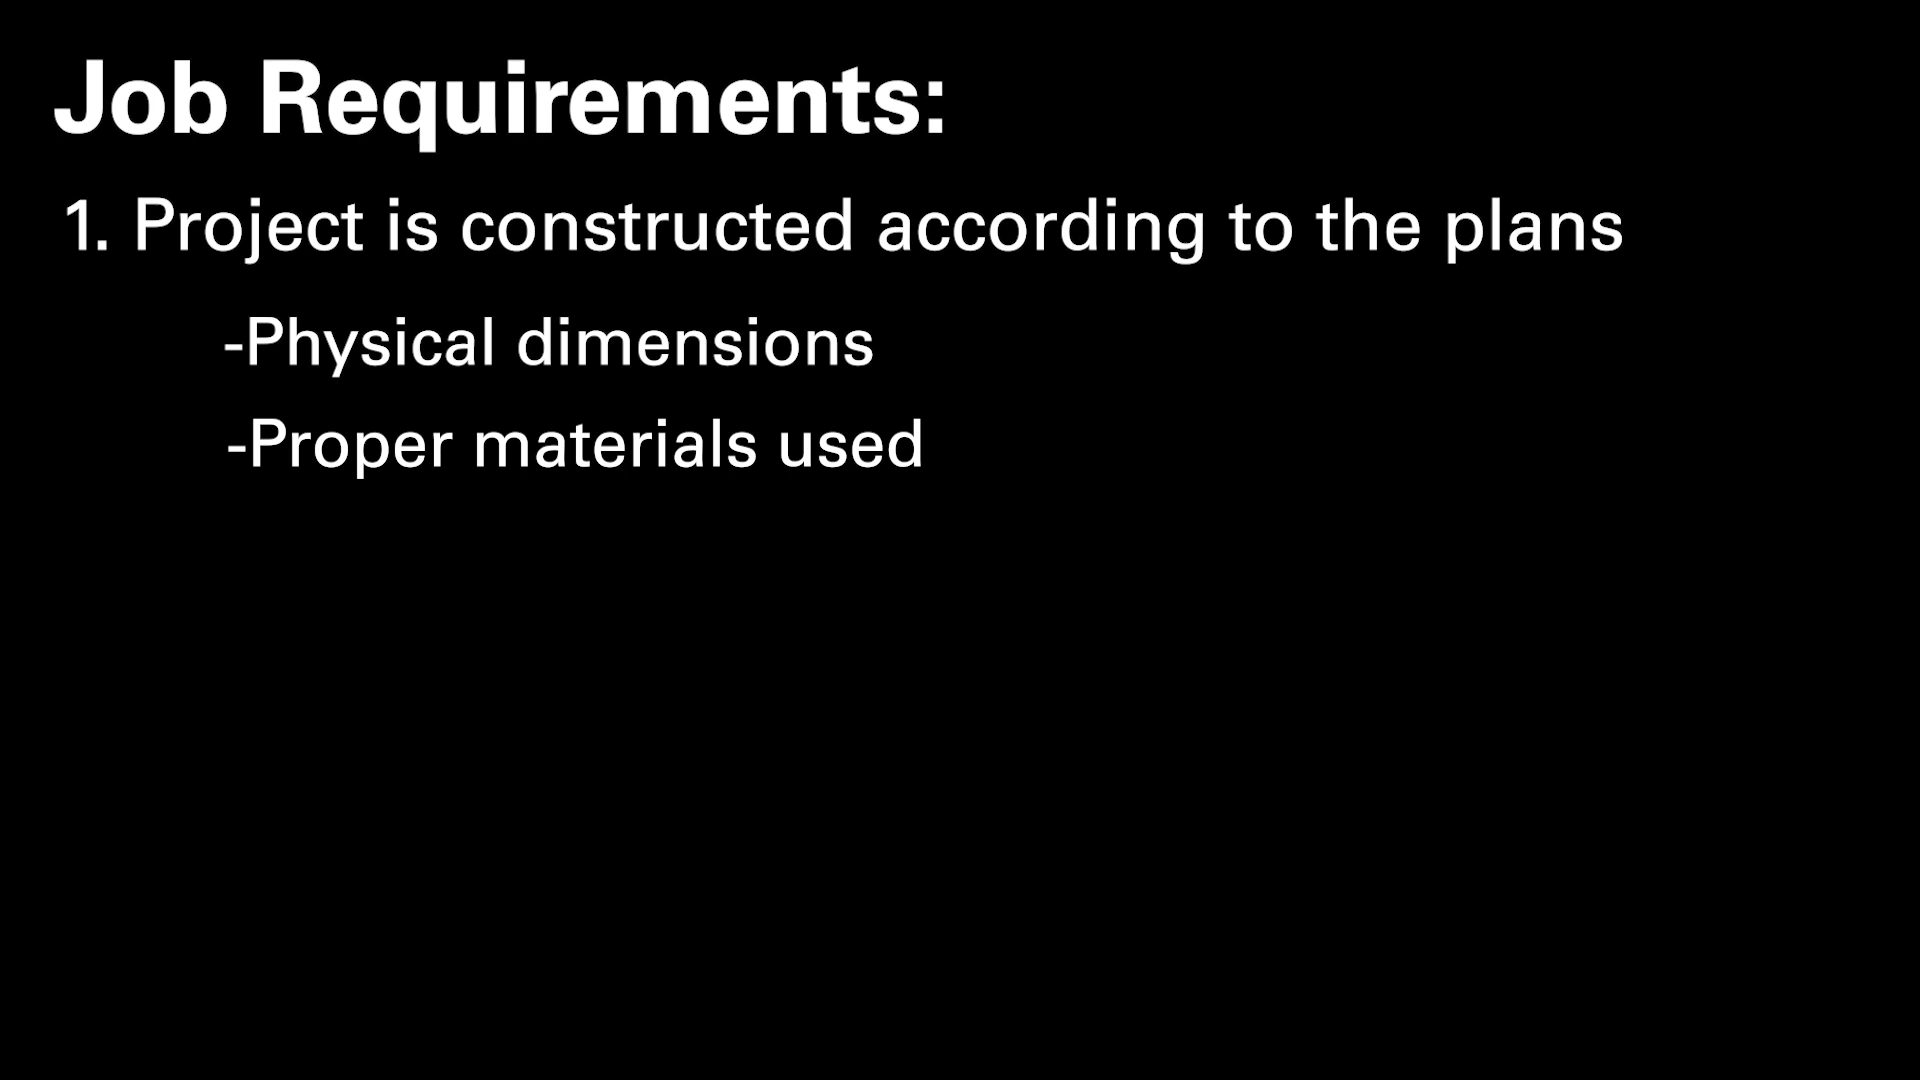 Job Requirements:
1. Project is constructed according to the plans
-Physical dimensions
-Proper materials used